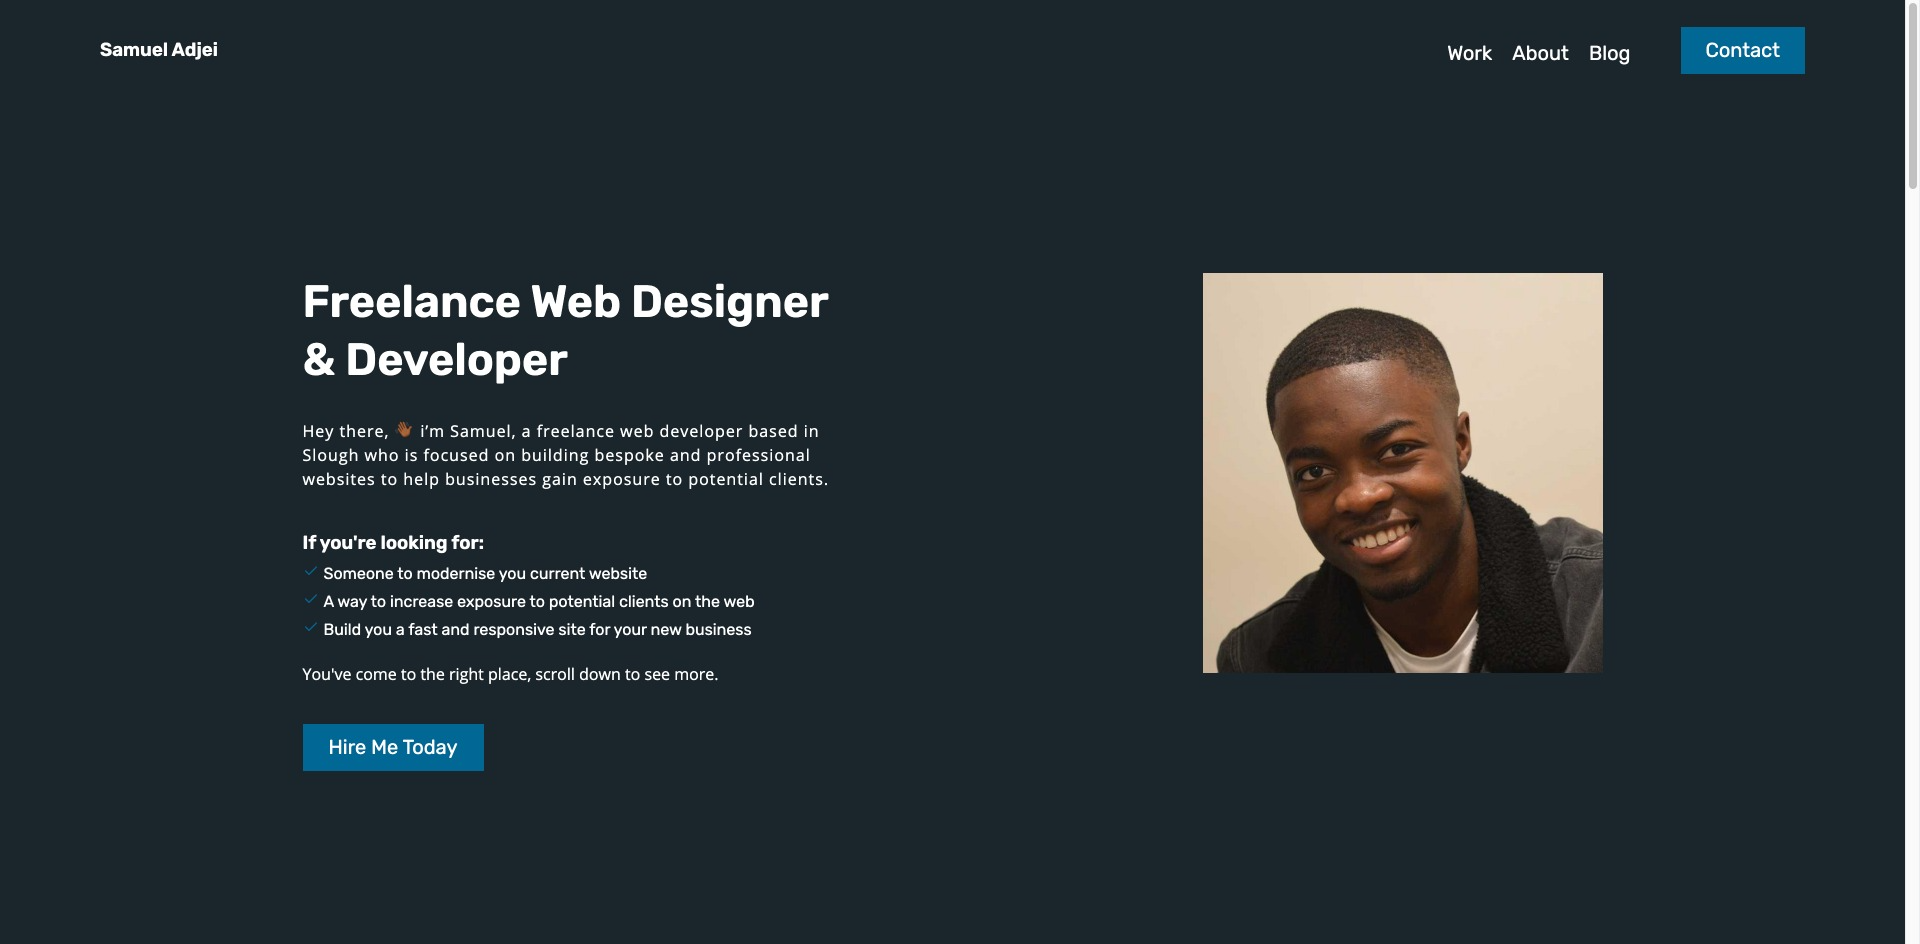 Samuel Adjei
Work About Blog Contact
Freelance Web Designer
& Developer
Hey there, 👋🏾 i’m Samuel, a freelance web developer based in
Slough who is focused on building bespoke and professional
websites to help businesses gain exposure to potential clients.
If you're looking for:
Someone to modernise you current website
A way to increase exposure to potential clients on the web
Build you a fast and responsive site for your new business
You've come to the right place, scroll down to see more.
Hire Me Today